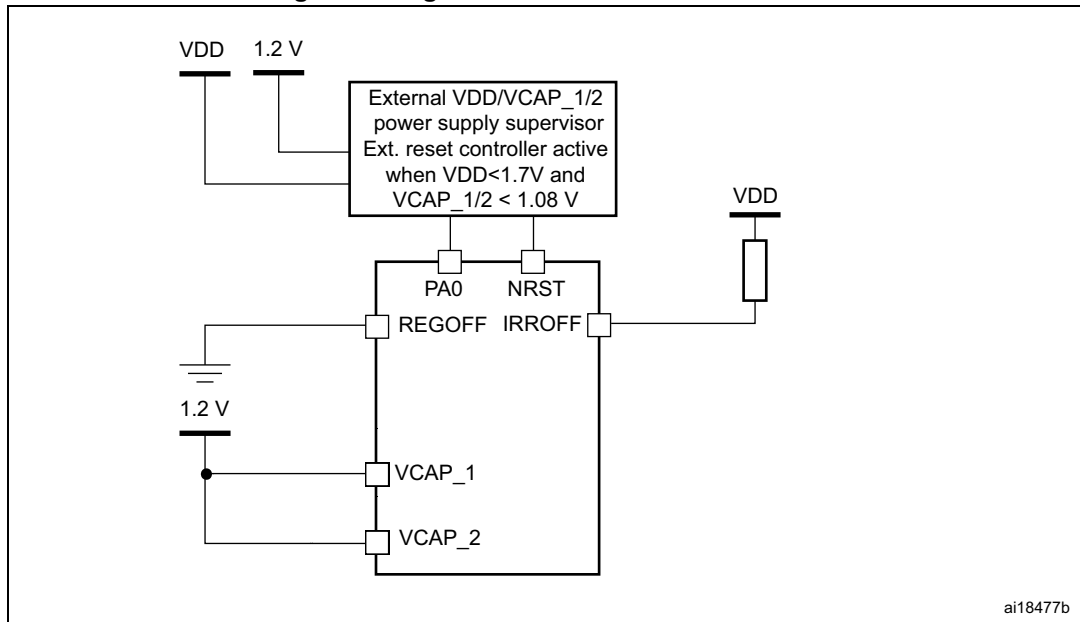 VDD
1.2 V
External VDD/VCAP_1/2
power supply supervisor
Ext. reset controller active
when VDD<1.7V and
VCAP_1/2 < 1.08 V
VDD
PA0
NRST
REGOFF
IRROFF
1.2 V
VCAP_1
VCAP_2
ai18477b